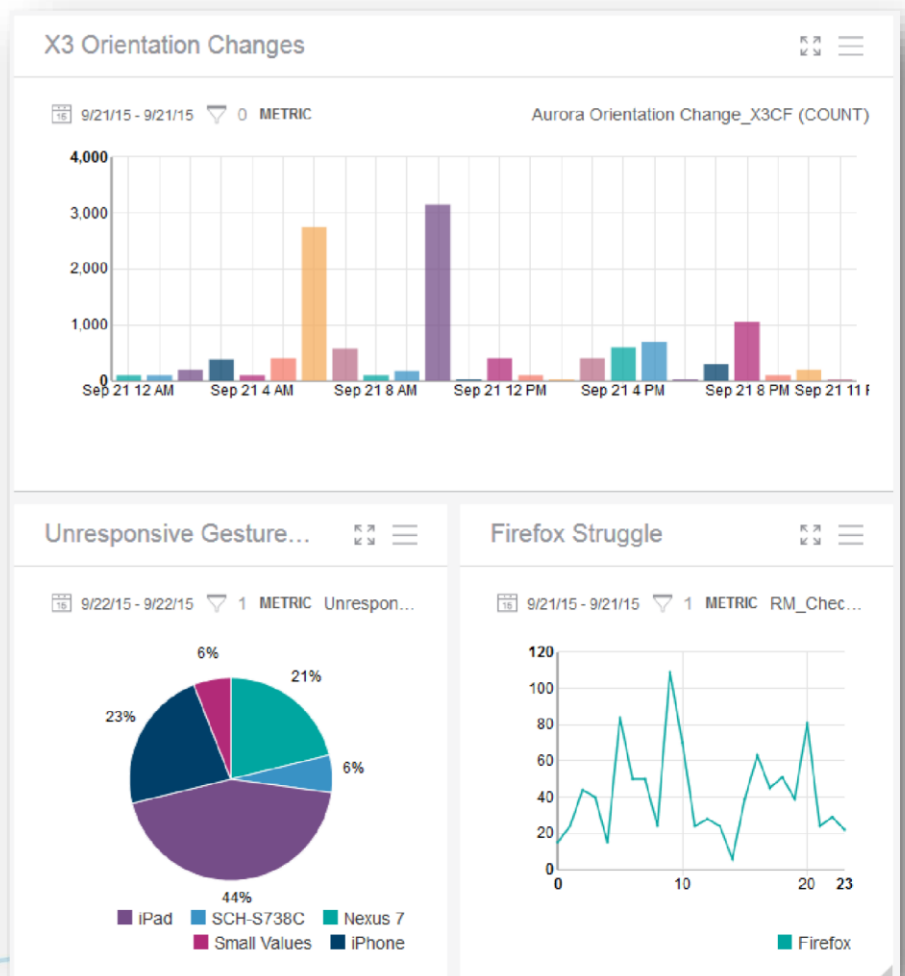 X3 Orientation Changes
16 9/21/15 - 9/21/15 0 METRIC Aurora Orientation Change_X3CF (COUNT)
4,000
3,000
2,000
1,000
0
Sep 21 12 AM Sep 21 4 AM Sep 21 8 AM Sep 21 12 PM Sep 21 4 PM Sep 21 8 PM Sep 21 11 F
Unresponsive Gesture...
16 9/22/15 - 9/22/15 1 METRIC Unrespon...
6%
21%
23%
6%
44%
iPad SCH-S738C Nexus 7
Small Values iPhone
Firefox Struggle
16 9/21/15 - 9/21/15 1 METRIC RM_Chec...
120
100
80
60
40
20
0
0 10 20 23
Firefox